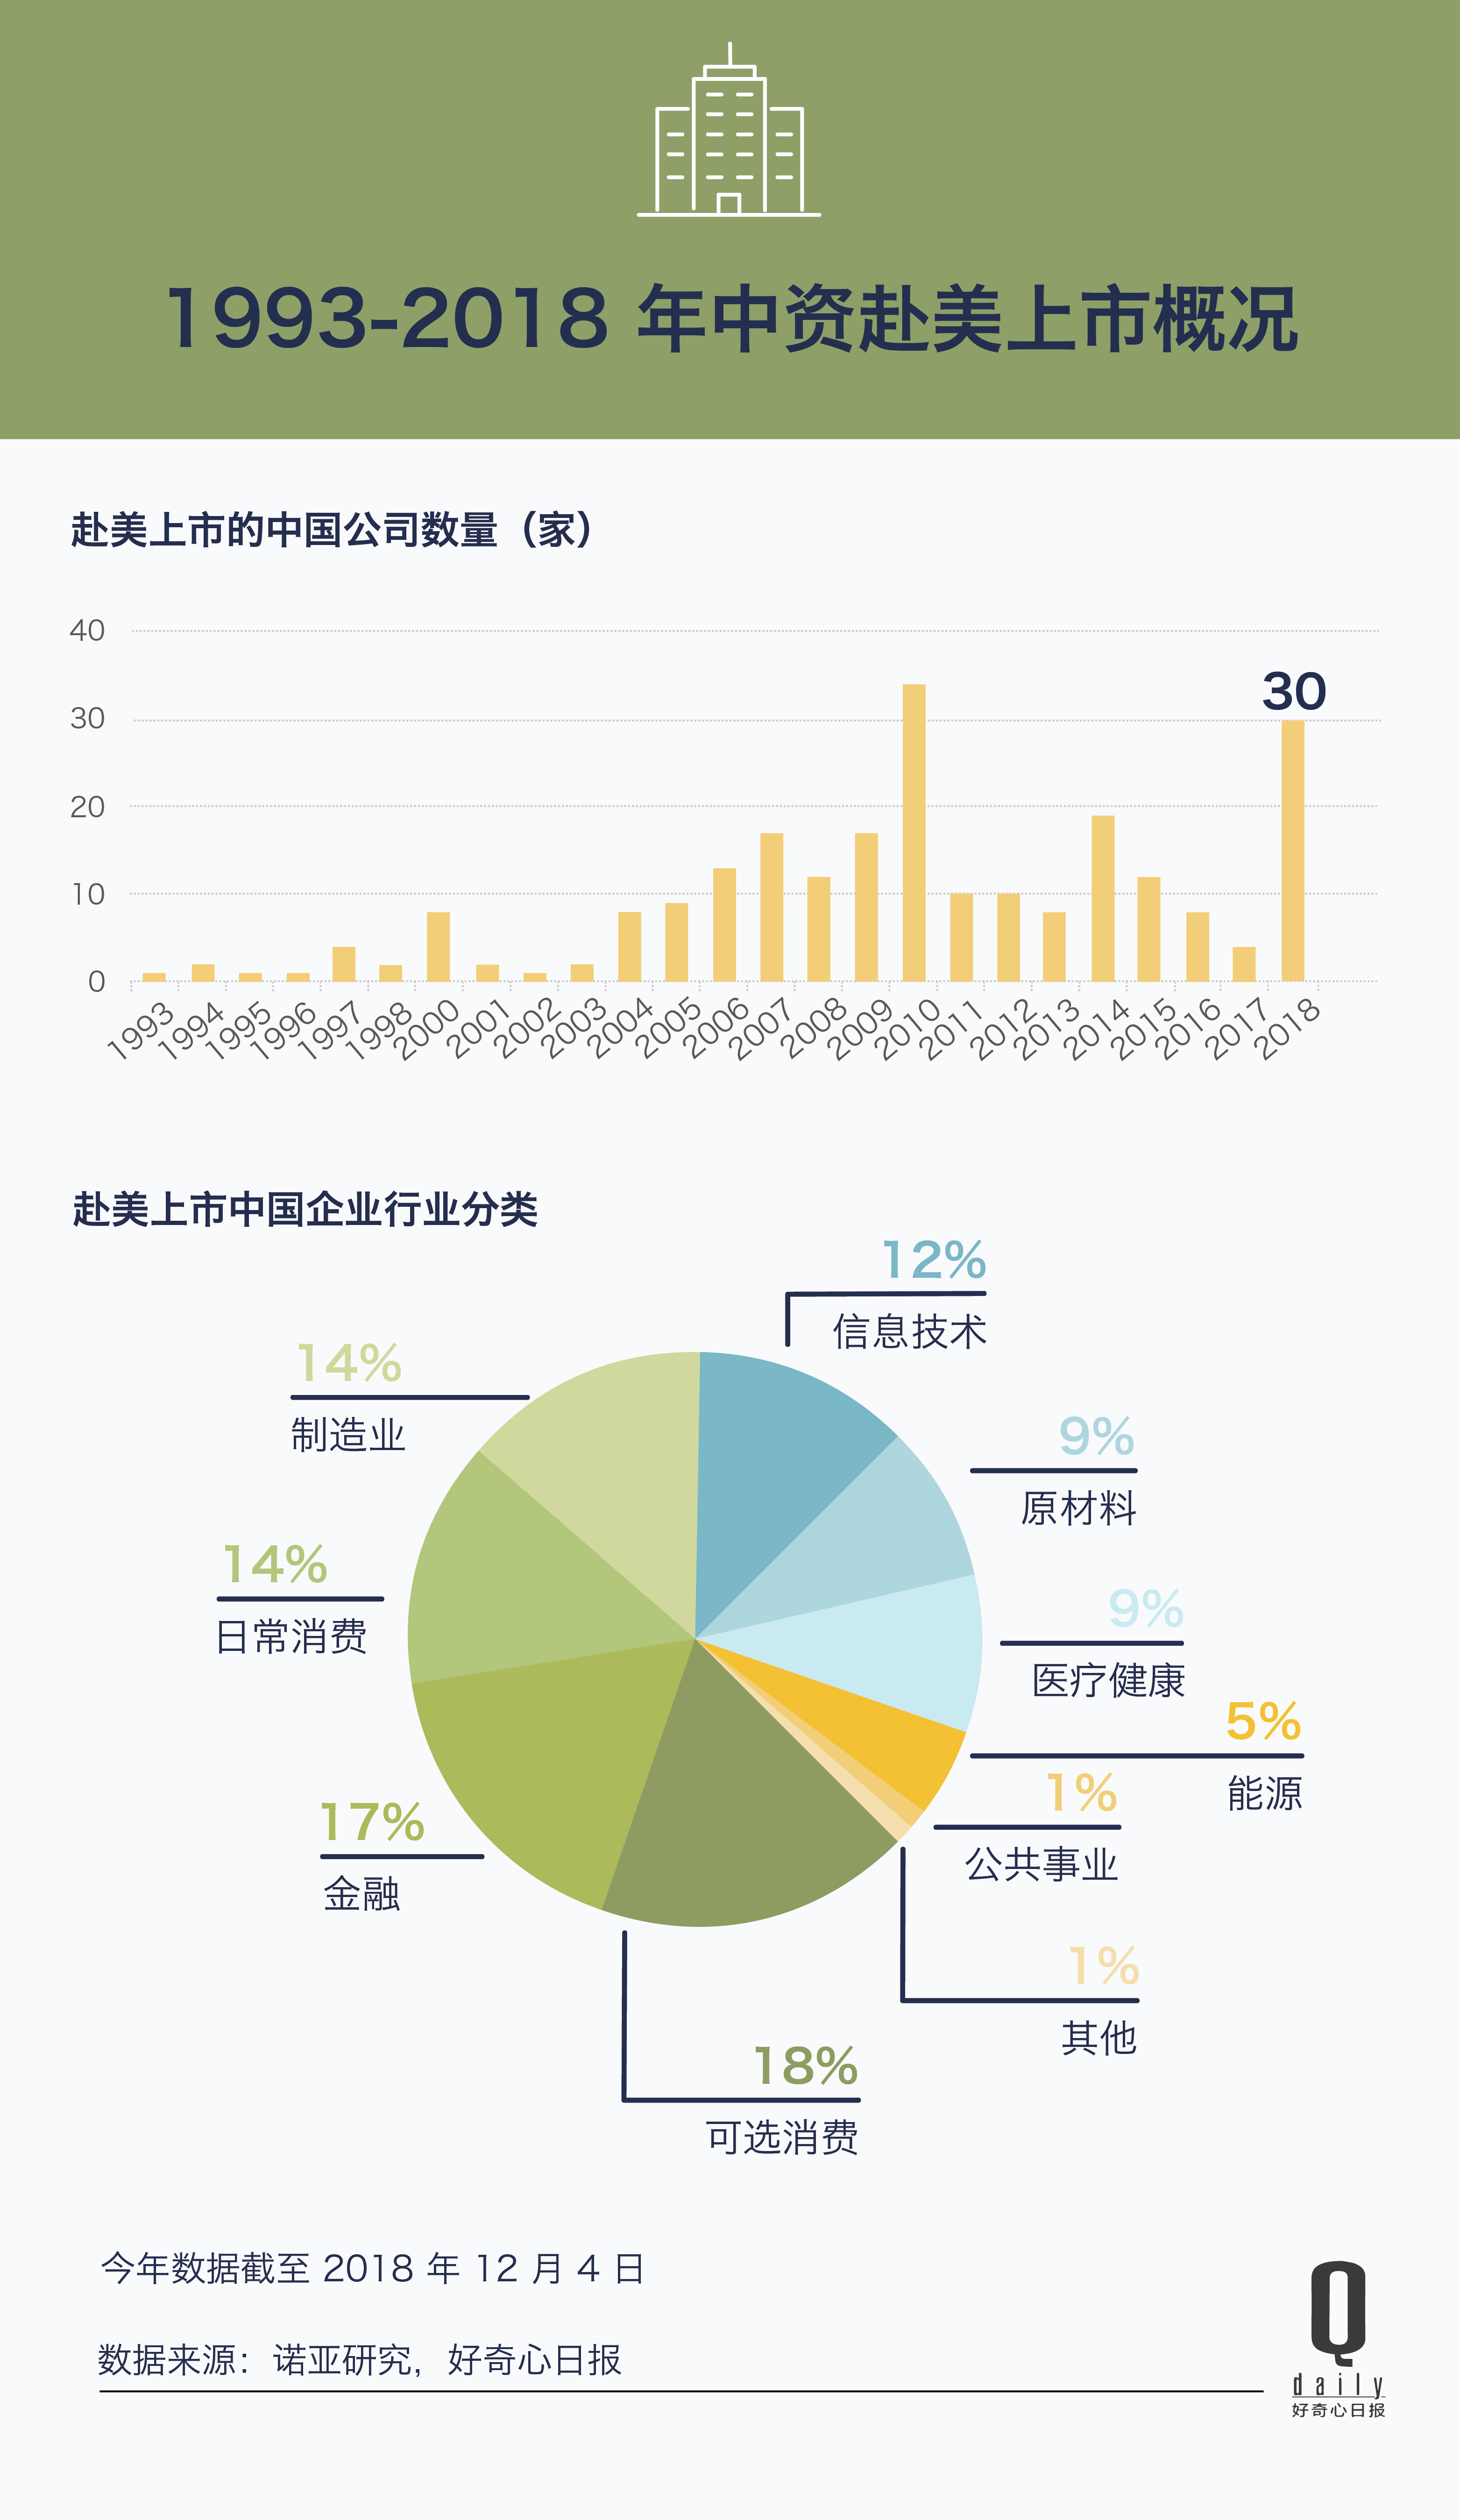 1993-2018 年中资赴美上市概况
赴美上市的中国公司数量（家）
40
30
30
20
10
0
1993
1994
1995
1996
1997
1998
2000
2001
2002
2003
2004
2005
2006
2007
2008
2009
2010
2011
2012
2013
2014
2015
2016
2017
2018
赴美上市中国企业行业分类
12%
信息技术
14%
制造业
9%
原材料
14%
日常消费
9%
医疗健康
5%
能源
1%
公共事业
17%
金融
1%
其他
18%
可选消费
今年数据截至 2018 年 12 月 4 日
数据来源：诺亚研究，好奇心日报
Q
daily
好奇心日报